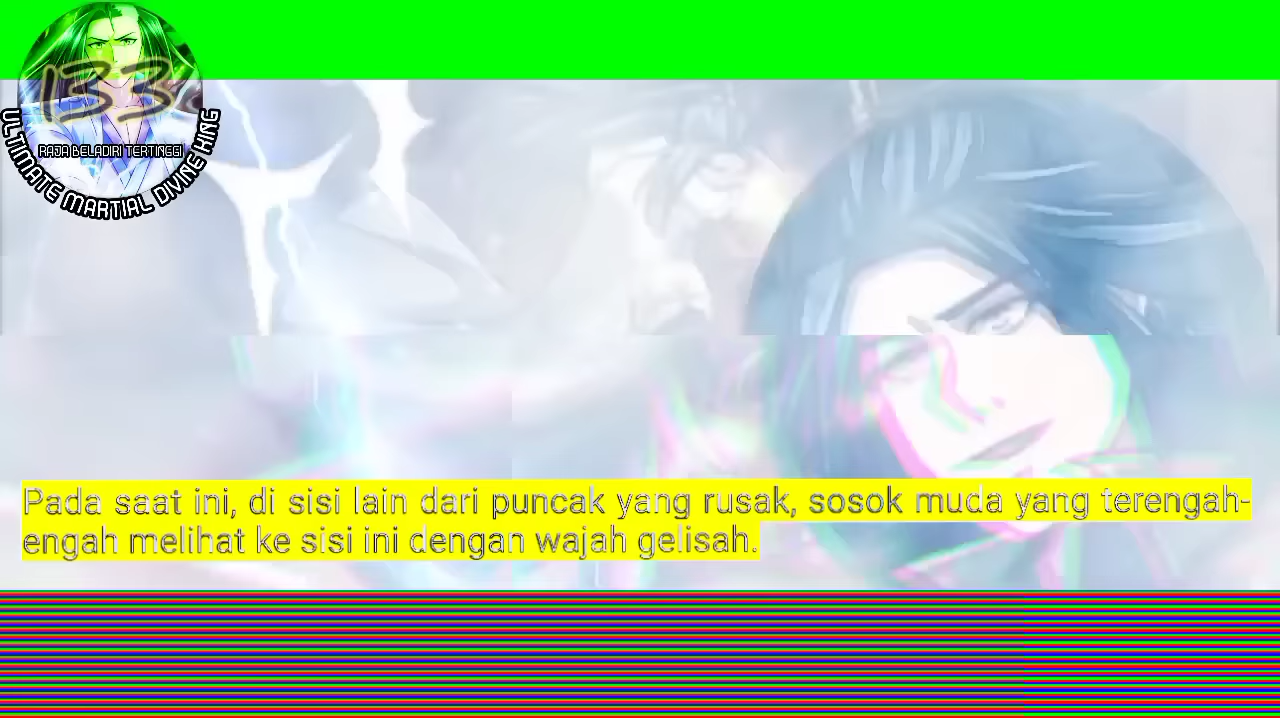 RAJA BELADIRI TERTINGGI
ULTIMATE MARTIAL DIVINE KING
Pada saat ini, di sisi lain dari puncak yang rusak, sosok muda yang terengah-
engah melihat ke sisi ini dengan wajah gelisah.